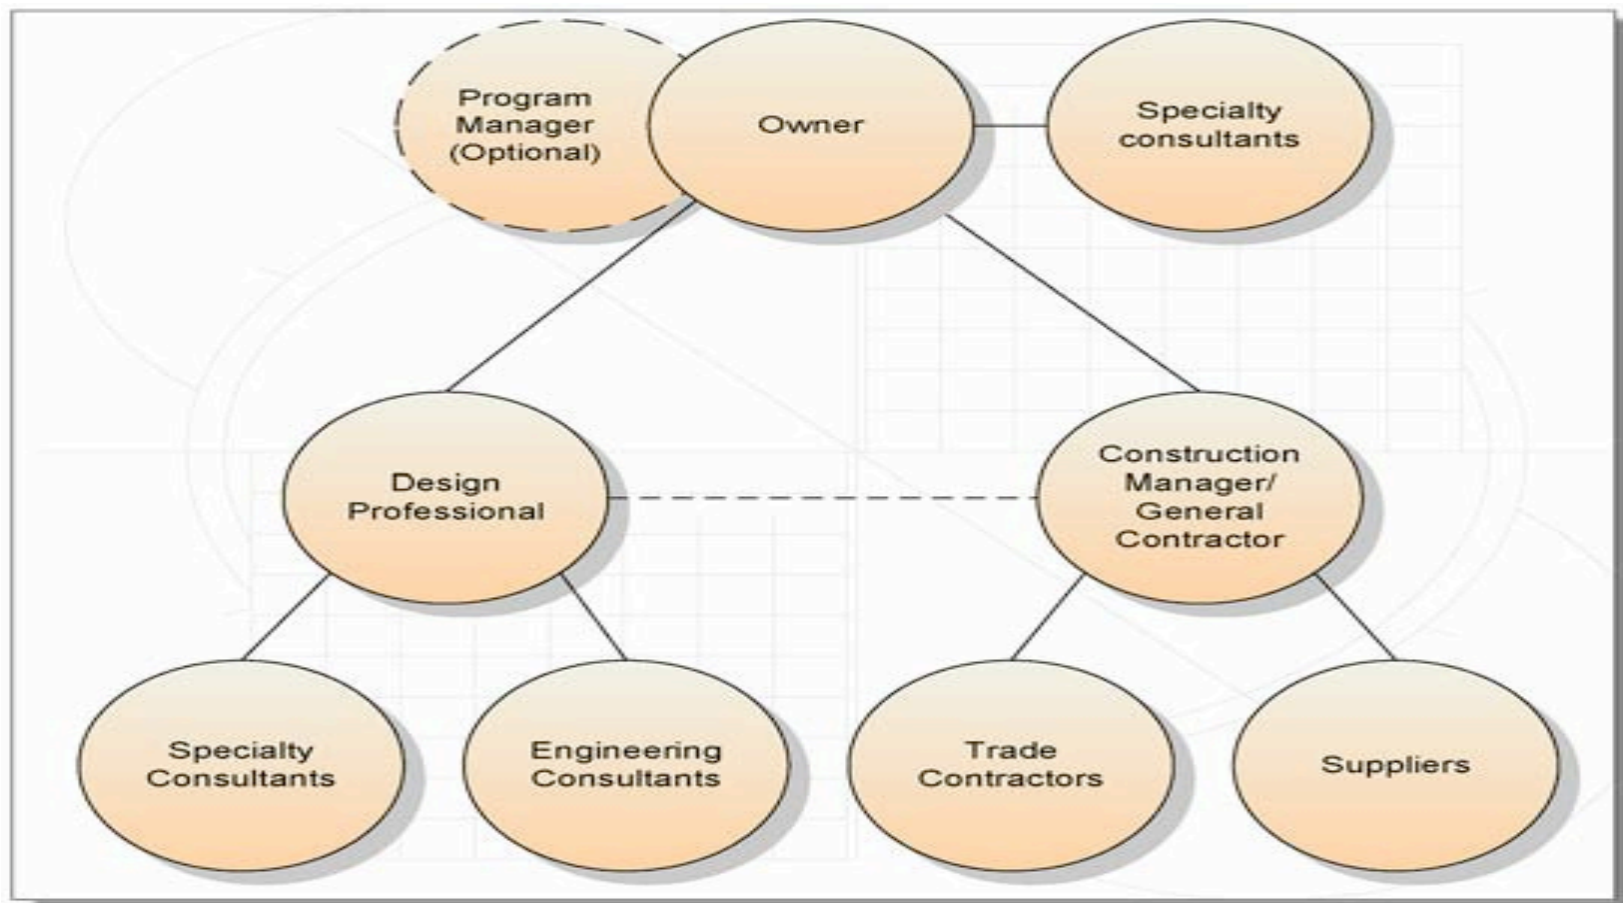 Program
Manager
(Optional)
Owner
Specialty
consultants
Design
Professional
Construction
Manager/
General
Contractor
Specialty
Consultants
Engineering
Consultants
Trade
Contractors
Suppliers